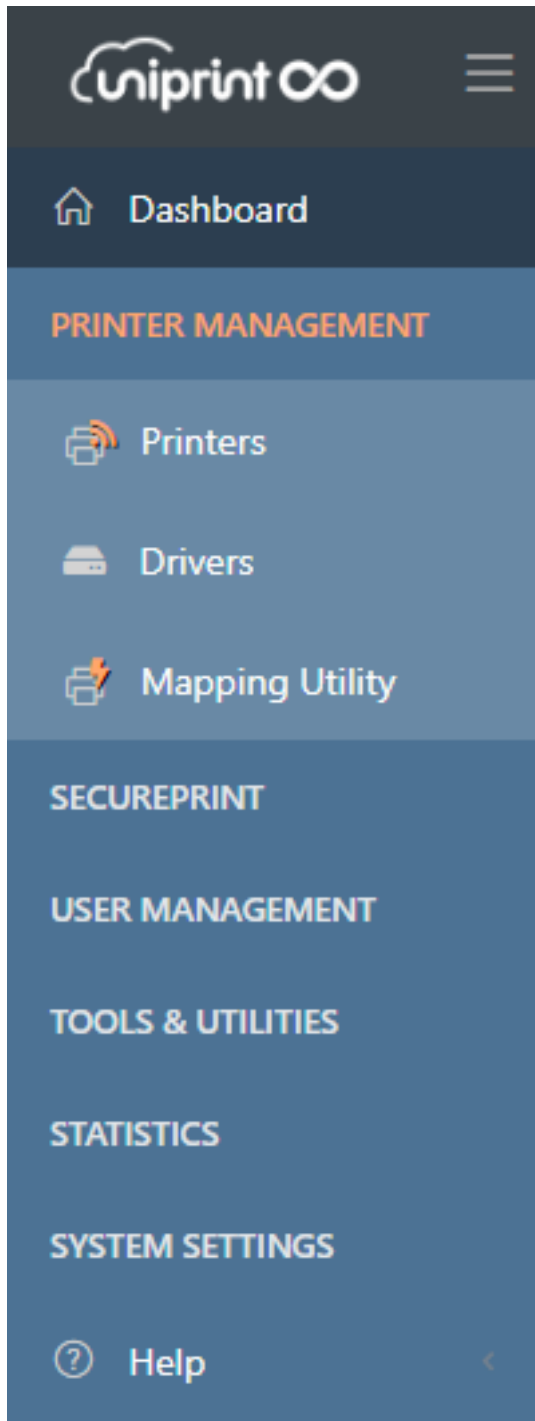 uniprint
Dashboard
PRINTER MANAGEMENT
Printers
Drivers
Mapping Utility
SECUREPRINT
USER MANAGEMENT
TOOLS & UTILITIES
STATISTICS
SYSTEM SETTINGS
Help